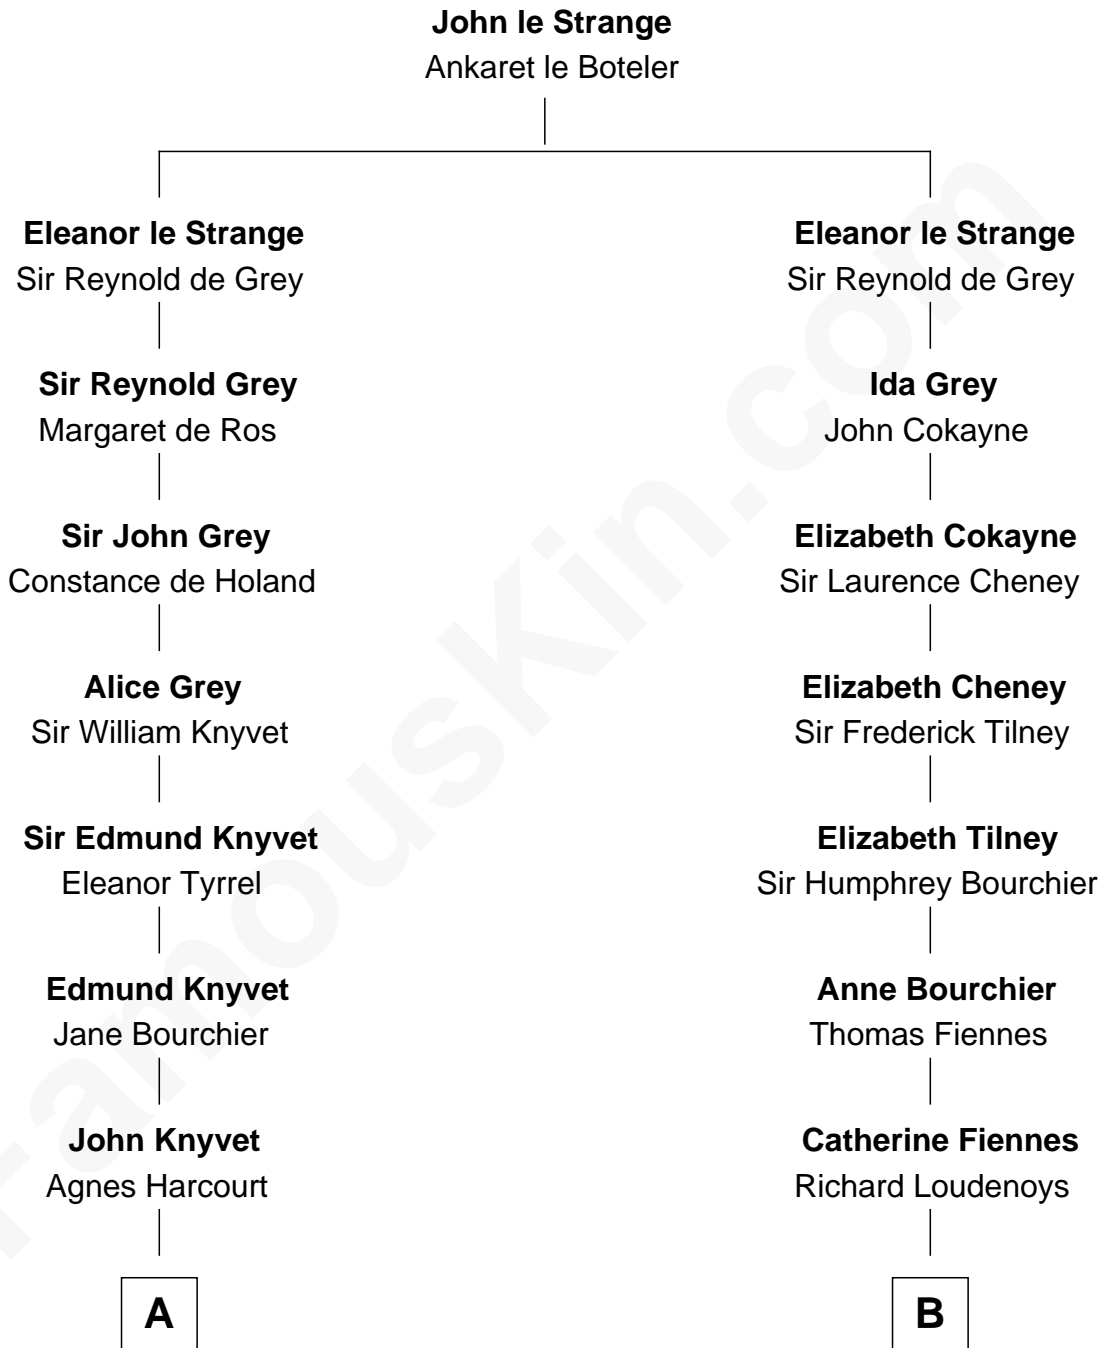 John le Strange
Ankaret le Boteler
Eleanor le Strange
Sir Reynold de Grey
Eleanor le Strange
Sir Reynold de Grey
Sir Reynold Grey
Margaret de Ros
Ida Grey
John Cokayne
Sir John Grey
Constance de Holand
Elizabeth Cokayne
Sir Laurence Cheney
Alice Grey
Sir William Knyvet
Elizabeth Cheney
Sir Frederick Tilney
Sir Edmund Knyvet
Eleanor Tyrrel
Elizabeth Tilney
Sir Humphrey Bourchier
Edmund Knyvet
Jane Bourchier
Anne Bourchier
Thomas Fiennes
John Knyvet
Agnes Harcourt
Catherine Fiennes
Richard Loudenoys
A
B
FamousKin.com